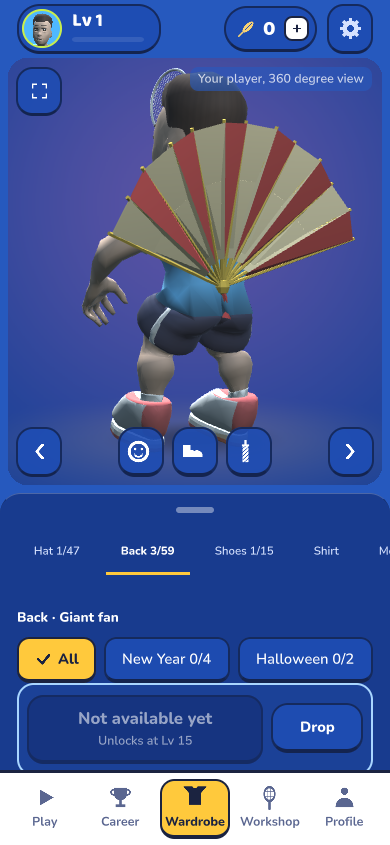 Lv 1
0
+
Your player, 360 degree view
Hat 1/47
Back 3/59
Shoes 1/15
Shirt
Back · Giant fan
All
New Year 0/4
Halloween 0/2
Not available yet
Unlocks at Lv 15
Drop
Play
Career
Wardrobe
Workshop
Profile